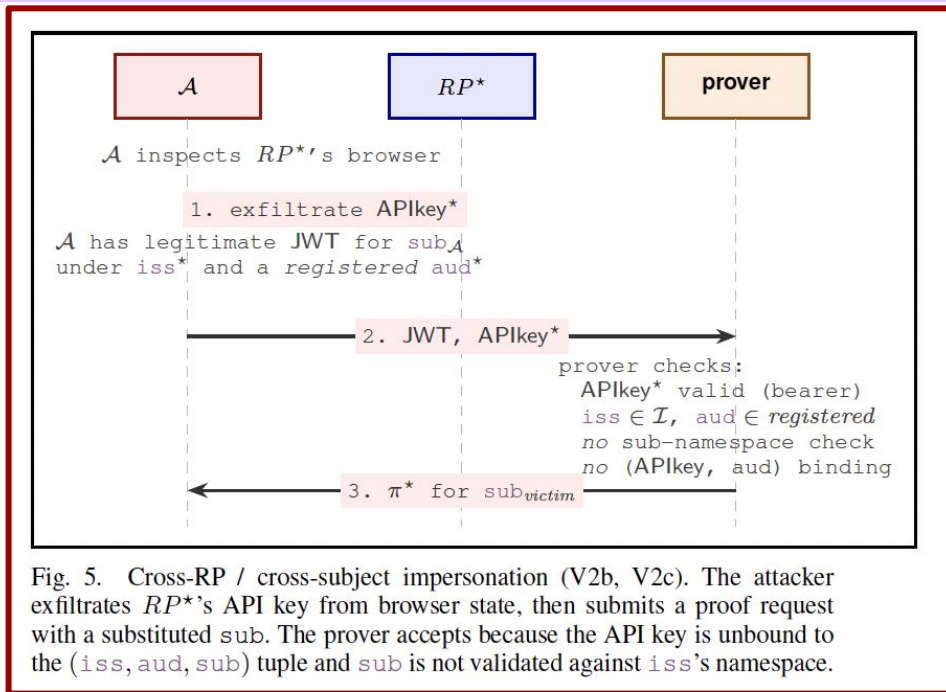 𝒜
RP*
prover
𝒜 inspects RP*'s browser
1. exfiltrate APIkey*
𝒜 has legitimate JWT for sub𝒜
under iss* and a registered aud*
2. JWT, APIkey*
prover checks:
APIkey* valid (bearer)
iss ∈ ℐ, aud ∈ registered
no sub-namespace check
no (APIkey, aud) binding
3. π* for sub_victim
Fig. 5. Cross-RP / cross-subject impersonation (V2b, V2c). The attacker
exfiltrates RP*'s API key from browser state, then submits a proof request
with a substituted sub. The prover accepts because the API key is unbound to
the (iss, aud, sub) tuple and sub is not validated against iss's namespace.